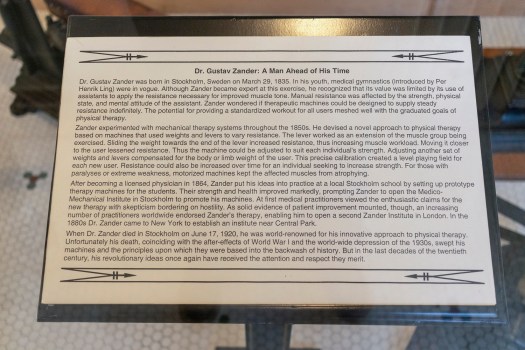 Dr. Gustav Zander: A Man Ahead of His Time
Dr. Gustav Zander was born in Stockholm, Sweden on March 29, 1835. In his youth, medical gymnastics (introduced by Per
Henrik Ling) were in vogue. Although Zander became expert at this exercise, he recognized that its value was limited by its use of
assistants to apply the resistance necessary for improved muscle tone. Manual resistance was affected by the strength, physical
state, and mental attitude of the assistant. Zander wondered if therapeutic machines could be designed to supply steady
resistance indefinitely. The potential for providing a standardized workout for all users meshed well with the graduated goals of
physical therapy.
Zander experimented with mechanical therapy systems throughout the 1850s. He devised a novel approach to physical therapy
based on machines that used weights and levers to vary resistance. The lever worked as an extension of the muscle group being
exercised. Sliding the weight towards the end of the lever increased resistance, thus increasing muscle workload. Moving it closer
to the user lessened resistance. Thus the machine could be adjusted to suit each individual's strength. Adjusting another set of
weights and levers compensated for the body or limb weight of the user. This precise calibration created a level playing field for
each new user. Resistance could also be increased over time for an individual seeking to increase strength. For those with
paralyses or extreme weakness, motorized machines kept the affected muscles from atrophying.
After becoming a licensed physician in 1864, Zander put his ideas into practice at a local Stockholm school by setting up prototype
therapy machines for the students. Their strength and health improved markedly, prompting Zander to open the Medico-
Mechanical Institute in Stockholm to promote his machines. At first medical practitioners viewed the enthusiastic claims for the
new therapy with skepticism bordering on hostility. As solid evidence of patient improvement mounted, though, an increasing
number of practitioners worldwide endorsed Zander's therapy, enabling him to open a second Zander Institute in London. In the
1880s Dr. Zander came to New York to establish an institute near Central Park.
When Dr. Zander died in Stockholm on June 17, 1920, he was world-renowned for his innovative approach to physical therapy.
Unfortunately his death, coinciding with the after-effects of World War I and the world-wide depression of the 1930s, swept his
machines and the principles upon which they were based into the backwash of history. But in the last decades of the twentieth
century, his revolutionary ideas once again have received the attention and respect they merit.